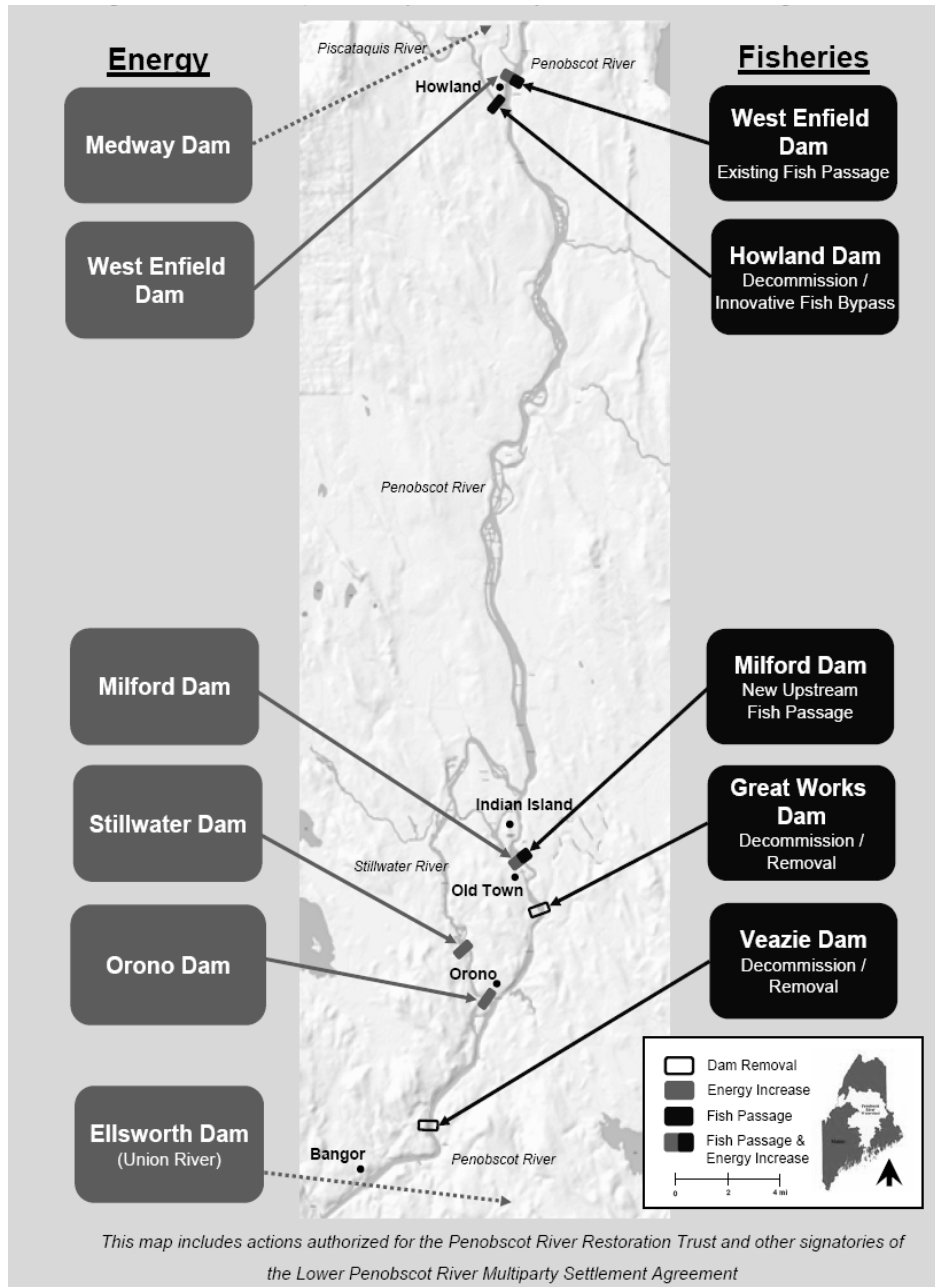 Energy
Fisheries
Piscataquis River
Penobscot River
Howland
Medway Dam
West Enfield
Dam
West Enfield
Dam
Existing Fish Passage
Howland Dam
Decommission /
Innovative Fish Bypass
Penobscot River
Milford Dam
Stillwater Dam
Orono Dam
Ellsworth Dam
(Union River)
Indian Island
Stillwater River
Old Town
Orono
Bangor
Penobscot River
Milford Dam
New Upstream
Fish Passage
Great Works
Dam
Decommission /
Removal
Veazie Dam
Decommission /
Removal
Dam Removal
Energy Increase
Fish Passage
Fish Passage &
Energy Increase
0 2 4 mi
Maine
This map includes actions authorized for the Penobscot River Restoration Trust and other signatories of
the Lower Penobscot River Multiparty Settlement Agreement